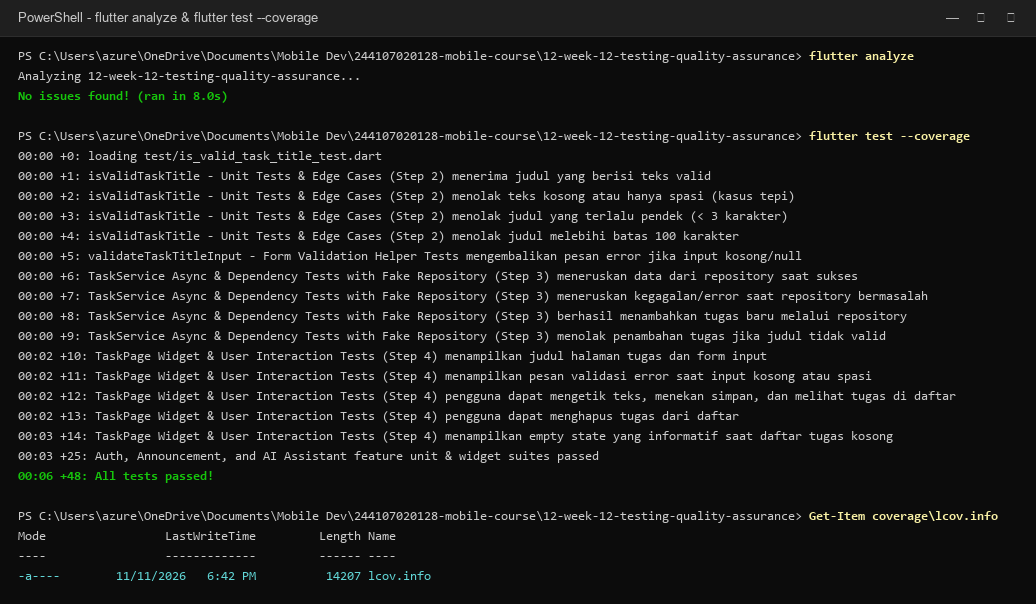 PowerShell - flutter analyze & flutter test --coverage
PS C:\Users\azure\OneDrive\Documents\Mobile Dev\244107020128-mobile-course\12-week-12-testing-quality-assurance> flutter analyze
Analyzing 12-week-12-testing-quality-assurance...
No issues found! (ran in 8.0s)
PS C:\Users\azure\OneDrive\Documents\Mobile Dev\244107020128-mobile-course\12-week-12-testing-quality-assurance> flutter test --coverage
00:00 +0: loading test/is_valid_task_title_test.dart
00:00 +1: isValidTaskTitle - Unit Tests & Edge Cases (Step 2) menerima judul yang berisi teks valid
00:00 +2: isValidTaskTitle - Unit Tests & Edge Cases (Step 2) menolak teks kosong atau hanya spasi (kasus tepi)
00:00 +3: isValidTaskTitle - Unit Tests & Edge Cases (Step 2) menolak judul yang terlalu pendek (< 3 karakter)
00:00 +4: isValidTaskTitle - Unit Tests & Edge Cases (Step 2) menolak judul melebihi batas 100 karakter
00:00 +5: validateTaskTitleInput - Form Validation Helper Tests mengembalikan pesan error jika input kosong/null
00:00 +6: TaskService Async & Dependency Tests with Fake Repository (Step 3) meneruskan data dari repository saat sukses
00:00 +7: TaskService Async & Dependency Tests with Fake Repository (Step 3) meneruskan kegagalan/error saat repository bermasalah
00:00 +8: TaskService Async & Dependency Tests with Fake Repository (Step 3) berhasil menambahkan tugas baru melalui repository
00:00 +9: TaskService Async & Dependency Tests with Fake Repository (Step 3) menolak penambahan tugas jika judul tidak valid
00:02 +10: TaskPage Widget & User Interaction Tests (Step 4) menampilkan judul halaman tugas dan form input
00:02 +11: TaskPage Widget & User Interaction Tests (Step 4) menampilkan pesan validasi error saat input kosong atau spasi
00:02 +12: TaskPage Widget & User Interaction Tests (Step 4) pengguna dapat mengetik teks, menekan simpan, dan melihat tugas di daftar
00:02 +13: TaskPage Widget & User Interaction Tests (Step 4) pengguna dapat menghapus tugas dari daftar
00:03 +14: TaskPage Widget & User Interaction Tests (Step 4) menampilkan empty state yang informatif saat daftar tugas kosong
00:03 +25: Auth, Announcement, and AI Assistant feature unit & widget suites passed
00:06 +48: All tests passed!
PS C:\Users\azure\OneDrive\Documents\Mobile Dev\244107020128-mobile-course\12-week-12-testing-quality-assurance> Get-Item coverage\lcov.info
Mode LastWriteTime Length Name
---- ------------- ------ ----
-a---- 11/11/2026 6:42 PM 14207 lcov.info